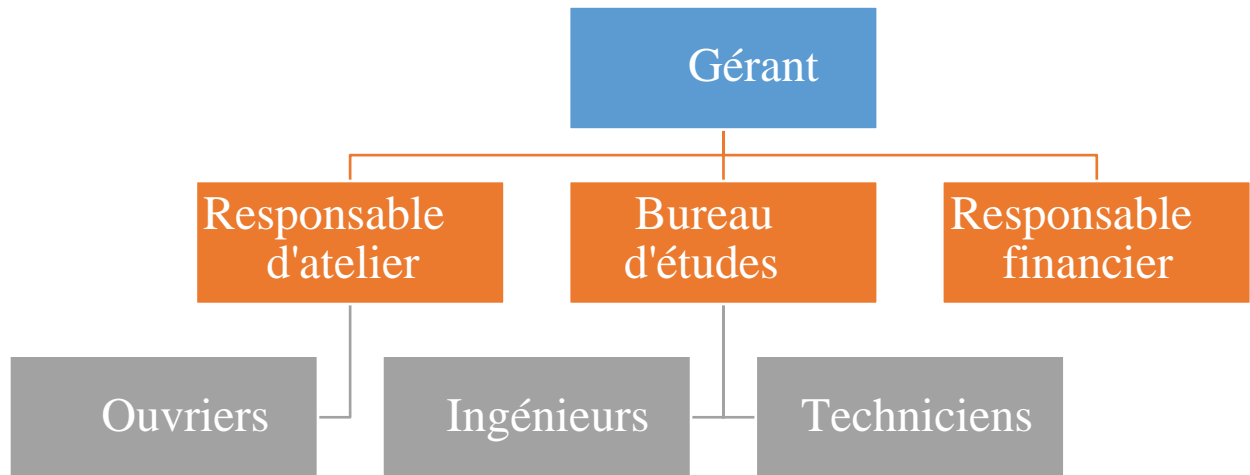 Gérant
Responsable
d'atelier
Bureau
d'études
Responsable
financier
Ouvriers
Ingénieurs
Techniciens